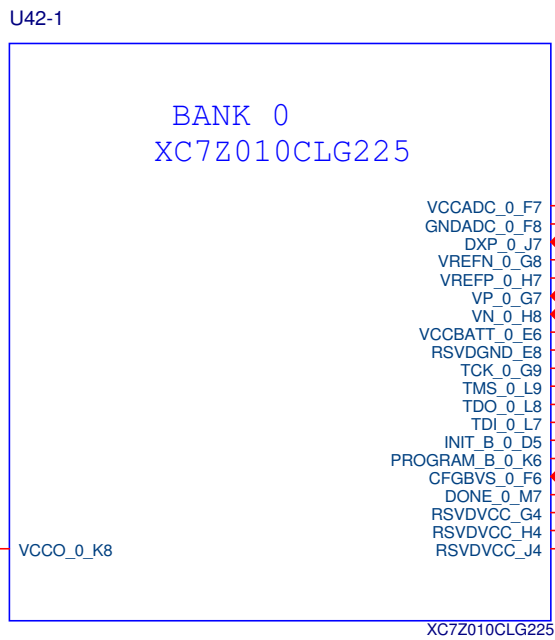 U42-1
BANK 0
XC7Z010CLG225
VCCADC_0_F7
GNDADC_0_F8
DXP_0_J7
VREFN_0_G8
VREFP_0_H7
VP_0_G7
VN_0_H8
VCCBATT_0_E6
RSVDGND_E8
TCK_0_G9
TMS_0_L9
TDO_0_L8
TDI_0_L7
INIT_B_0_D5
PROGRAM_B_0_K6
CFGBVS_0_F6
DONE_0_M7
RSVDVCC_G4
RSVDVCC_H4
VCCO_0_K8 RSVDVCC_J4
XC7Z010CLG225